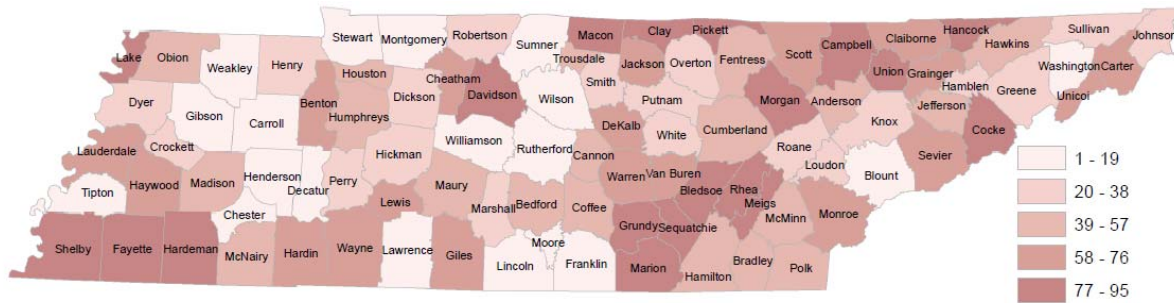 Stewart Montgomery Robertson Sumner Macon Clay Pickett Scott Campbell Claiborne Hancock Hawkins Sullivan Johnson
Lake Obion Weakley Henry Houston Cheatham Trousdale Jackson Overton Fentress Union Grainger Hamblen Washington Carter
Dyer Gibson Carroll Benton Humphreys Dickson Davidson Wilson Smith Putnam Morgan Anderson Knox Jefferson Greene Unicoi
Lauderdale Crockett Hickman Williamson Rutherford DeKalb White Cumberland Roane Loudon Blount Sevier Cocke
Tipton Haywood Madison Henderson Decatur Perry Lewis Maury Marshall Bedford Cannon Coffee Warren Van Buren Bledsoe Rhea Meigs McMinn Monroe
Shelby Fayette Hardeman Chester McNairy Hardin Wayne Lawrence Giles Lincoln Moore Franklin Grundy Sequatchie Marion Hamilton Bradley Polk
1 - 19
20 - 38
39 - 57
58 - 76
77 - 95